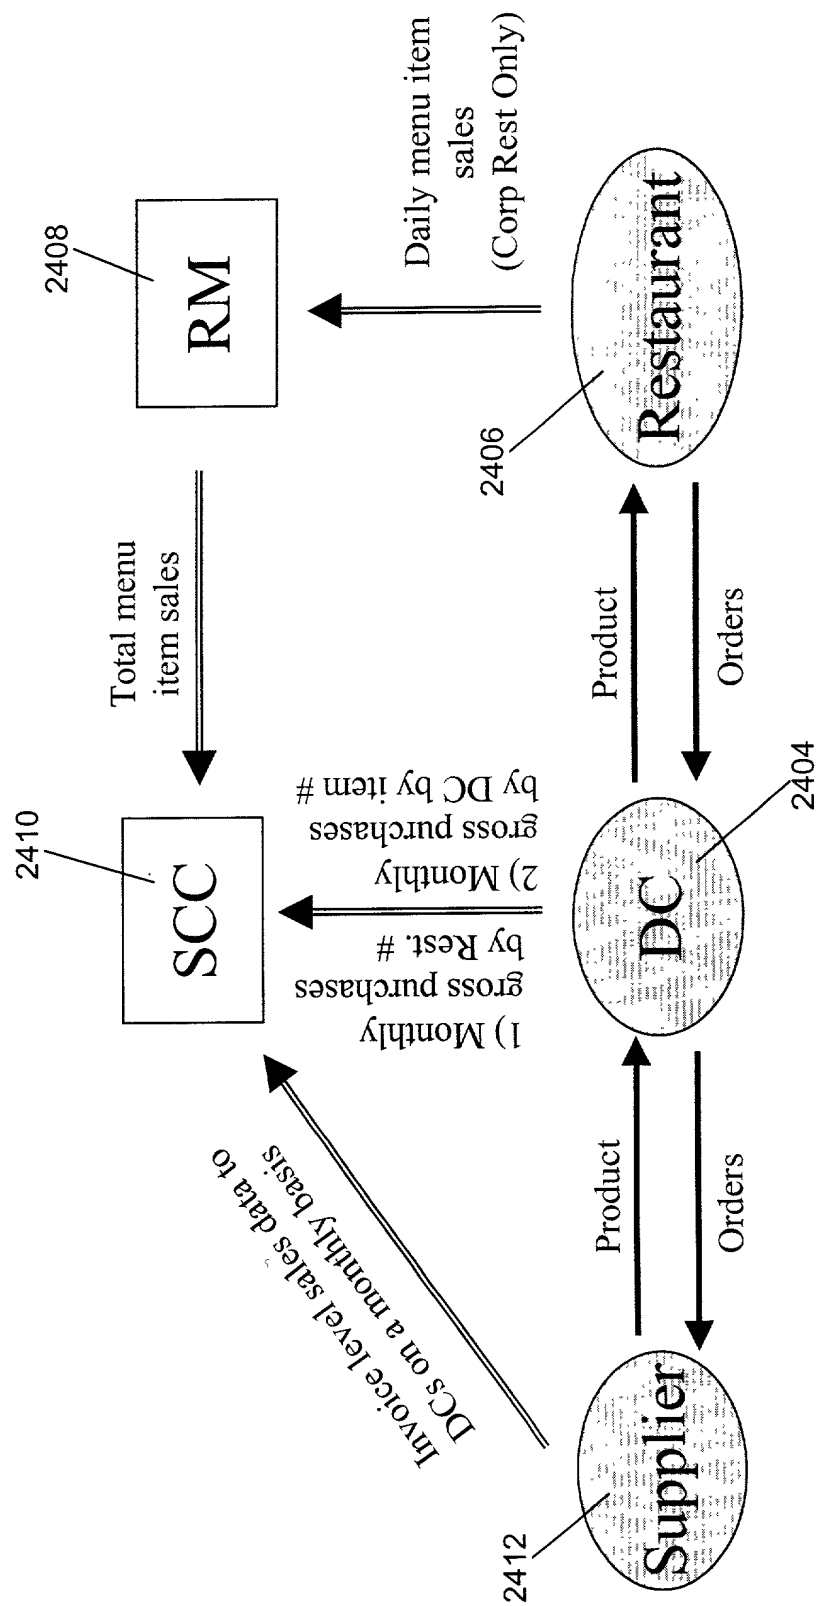 2410
SCC
Total menu
item sales
2408
RM
Invoice level sales data to
DCs on a monthly basis
1) Monthly
gross purchases
by Rest. #
2) Monthly
gross purchases
by DC by item #
Daily menu item
sales
(Corp Rest Only)
2412
Supplier
Product
Orders
DC
2404
Product
Orders
2406
Restaurant